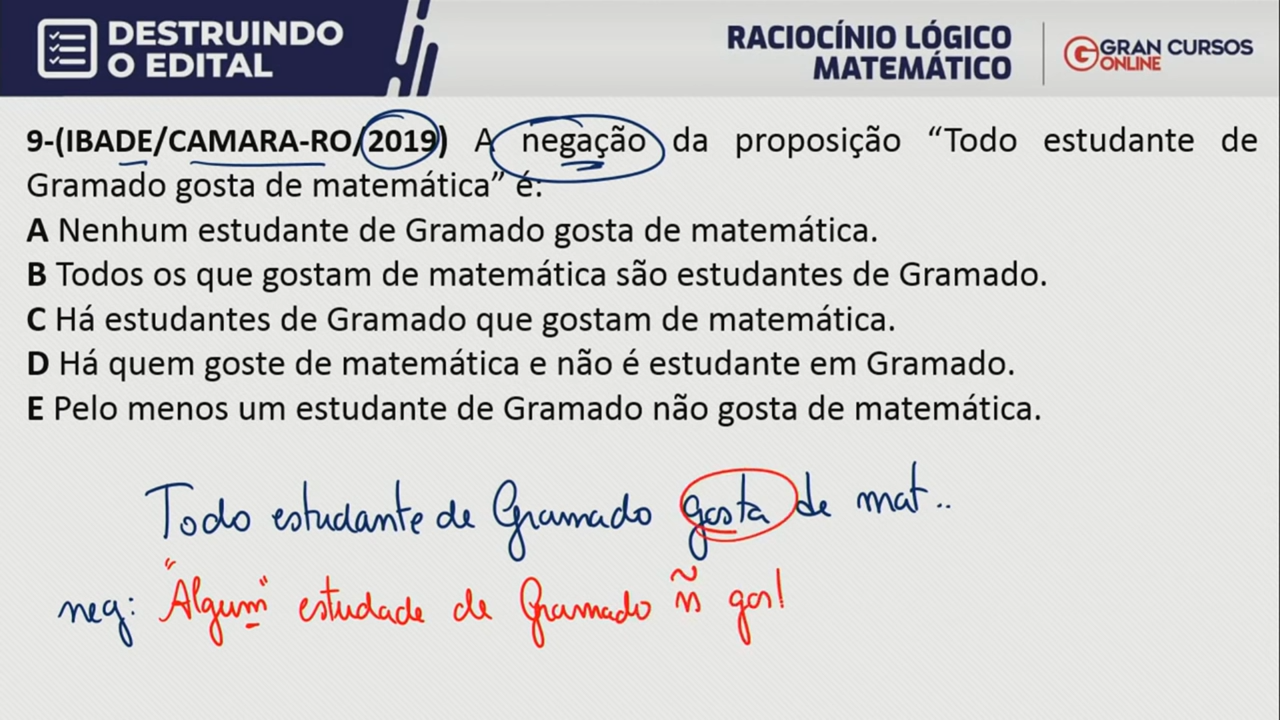 DESTRUINDO
O EDITAL
RACIOCÍNIO LÓGICO
MATEMÁTICO
GRAN CURSOS
ONLINE
9-(IBADE/CAMARA-RO/2019) A negação da proposição “Todo estudante de
Gramado gosta de matemática” é:
A Nenhum estudante de Gramado gosta de matemática.
B Todos os que gostam de matemática são estudantes de Gramado.
C Há estudantes de Gramado que gostam de matemática.
D Há quem goste de matemática e não é estudante em Gramado.
E Pelo menos um estudante de Gramado não gosta de matemática.
Todo estudante de Gramado gosta de mat..
neg: "Algum" estudade de Gramado ñ gos